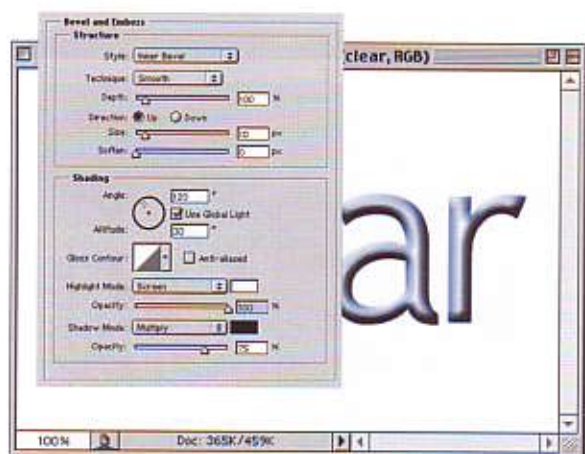 Bevel and Emboss
Structure
Style: Inner Bevel
Technique: Smooth
Depth: 100 %
Direction: Up Down
Size: 10 px
Soften: 0 px
Shading
Angle: 120 °
Use Global Light
Altitude: 30 °
Gloss Contour: Anti-aliased
Highlight Mode: Screen
Opacity: 100 %
Shadow Mode: Multiply
Opacity: 75 %
(clear, RGB)
ar
100% Doc: 365K/459K